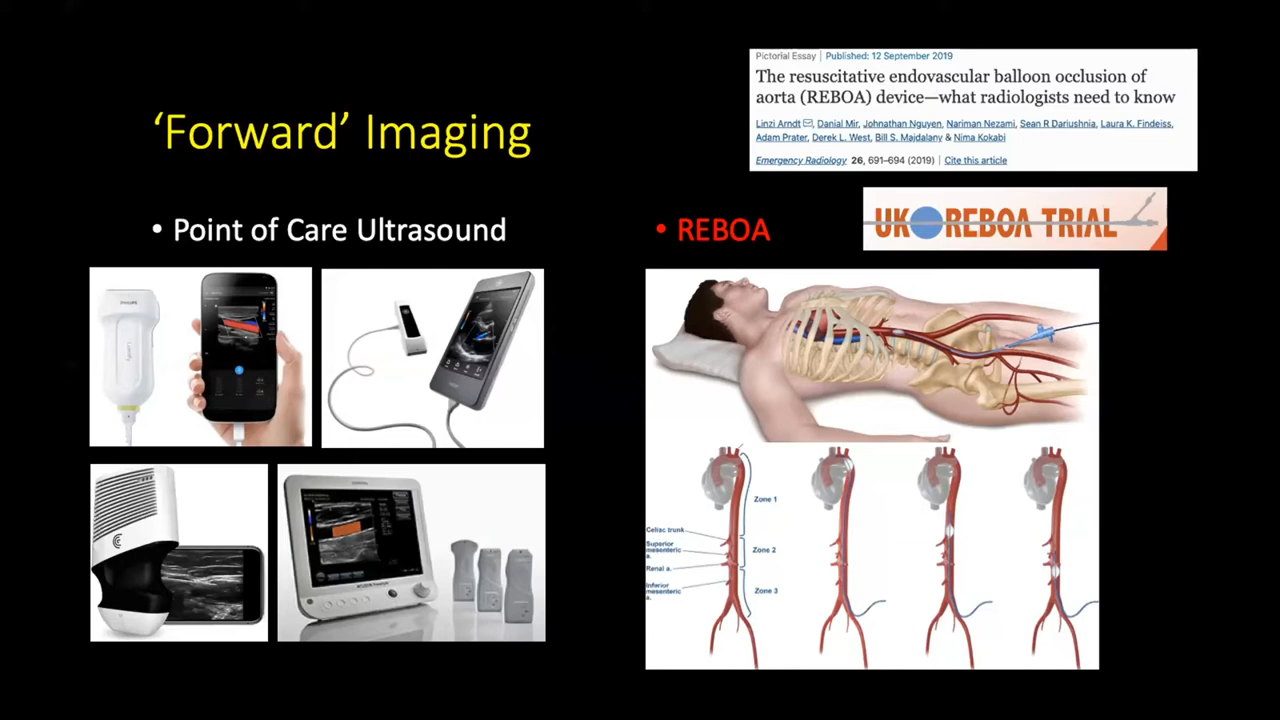 ‘Forward’ Imaging
• Point of Care Ultrasound
PHILIPS
Pictorial Essay | Published: 12 September 2019
The resuscitative endovascular balloon occlusion of
aorta (REBOA) device—what radiologists need to know
Linzi Arndt, Danial Mir, Johnathan Nguyen, Nariman Nezami, Sean R Dariushnia, Laura K. Findeiss,
Adam Prater, Derek L. West, Bill S. Majdalany & Nima Kokabi
Emergency Radiology 26, 691–694 (2019) | Cite this article
• REBOA
UK REBOA TRIAL
Zone 1
Celiac trunk
Superior
mesenteric
a.
Zone 2
Renal a.
Inferior
mesenteric
a.
Zone 3